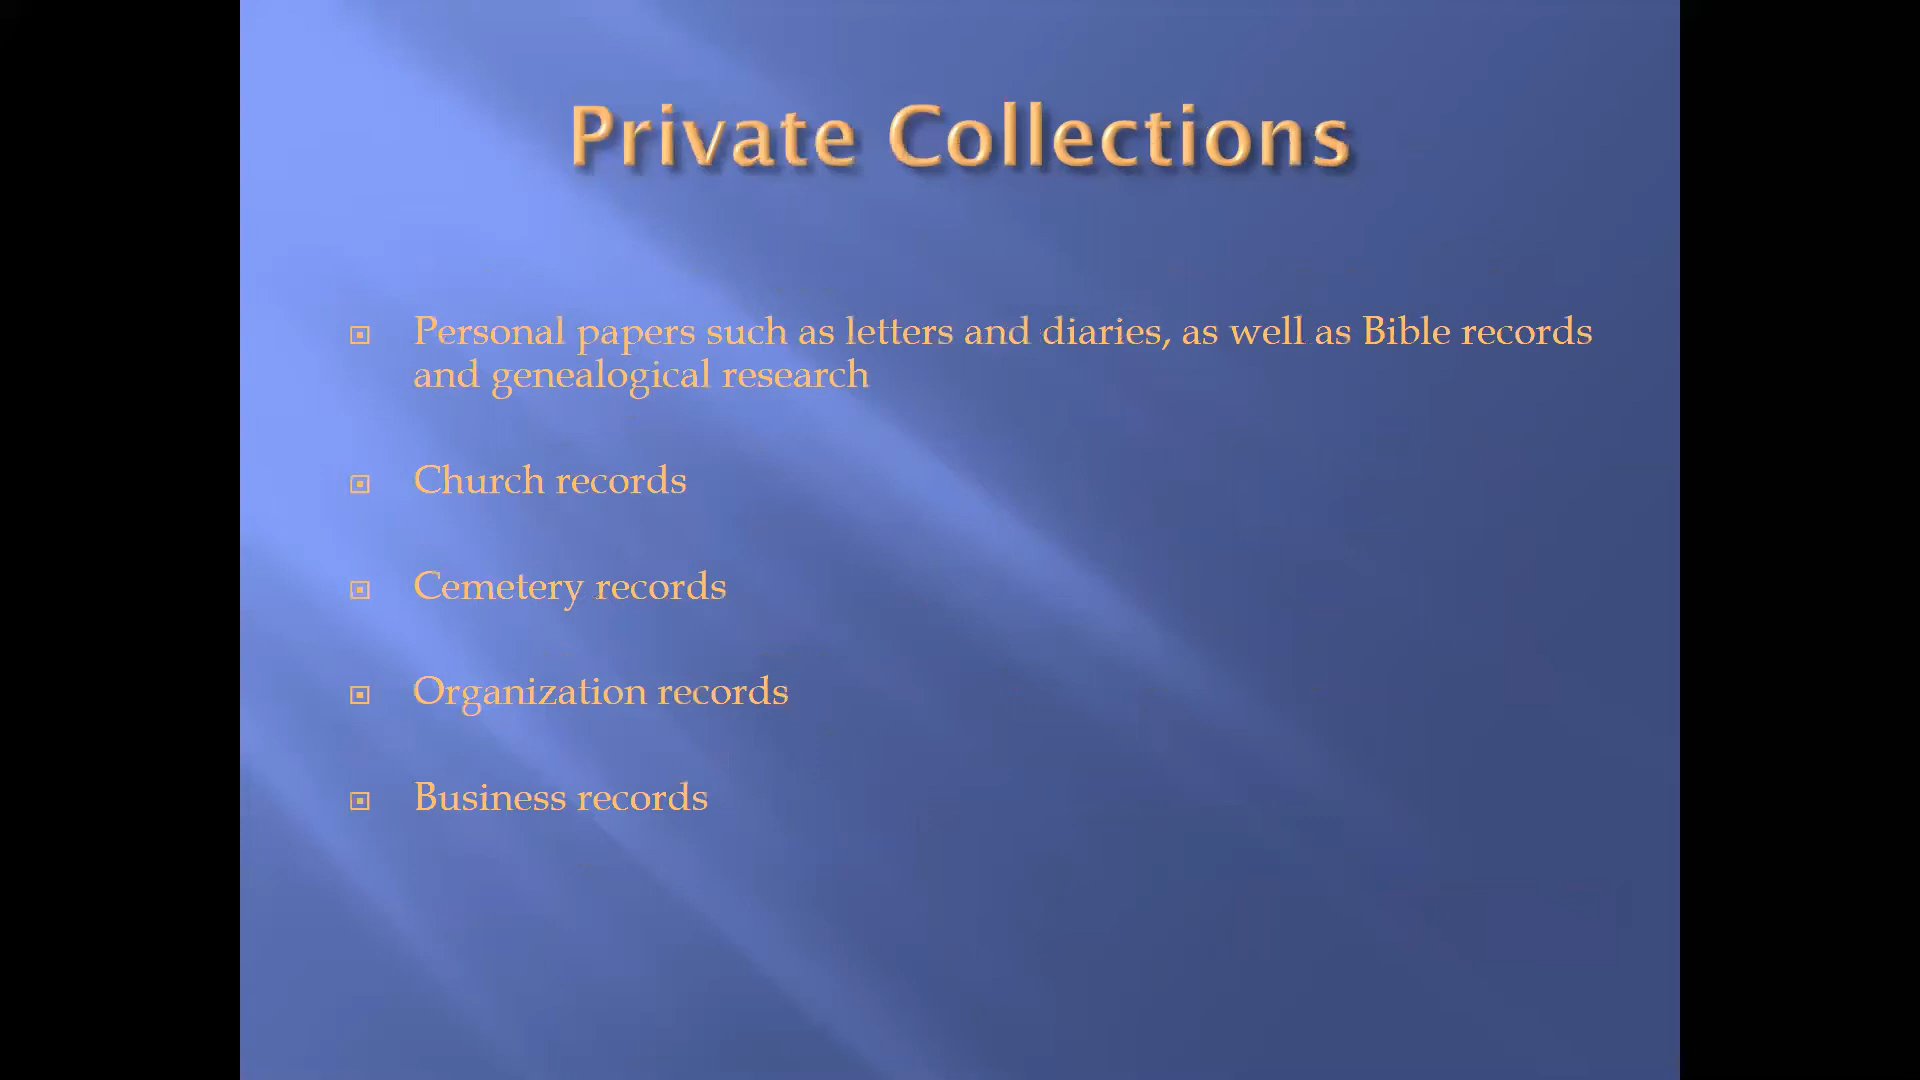 Private Collections
Personal papers such as letters and diaries, as well as Bible records
and genealogical research
Church records
Cemetery records
Organization records
Business records